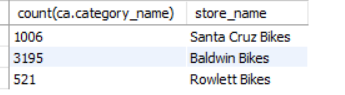 count(ca.category_name) store_name
1006 Santa Cruz Bikes
3195 Baldwin Bikes
521 Rowlett Bikes